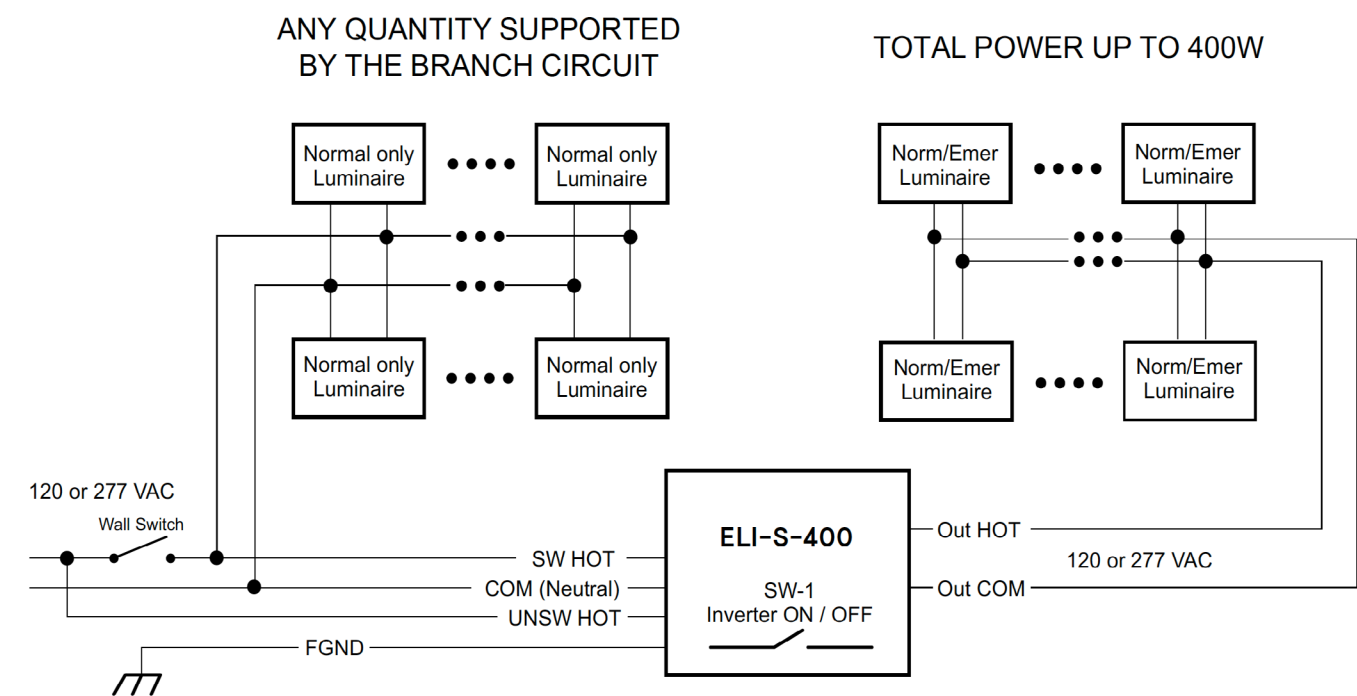 ANY QUANTITY SUPPORTED
BY THE BRANCH CIRCUIT
TOTAL POWER UP TO 400W
Normal only
Luminaire
Normal only
Luminaire
Norm/Emer
Luminaire
Norm/Emer
Luminaire
Normal only
Luminaire
Normal only
Luminaire
Norm/Emer
Luminaire
Norm/Emer
Luminaire
120 or 277 VAC
Wall Switch
SW HOT
COM (Neutral)
UNSW HOT
FGND
ELI-S-400
SW-1
Inverter ON / OFF
Out HOT
120 or 277 VAC
Out COM